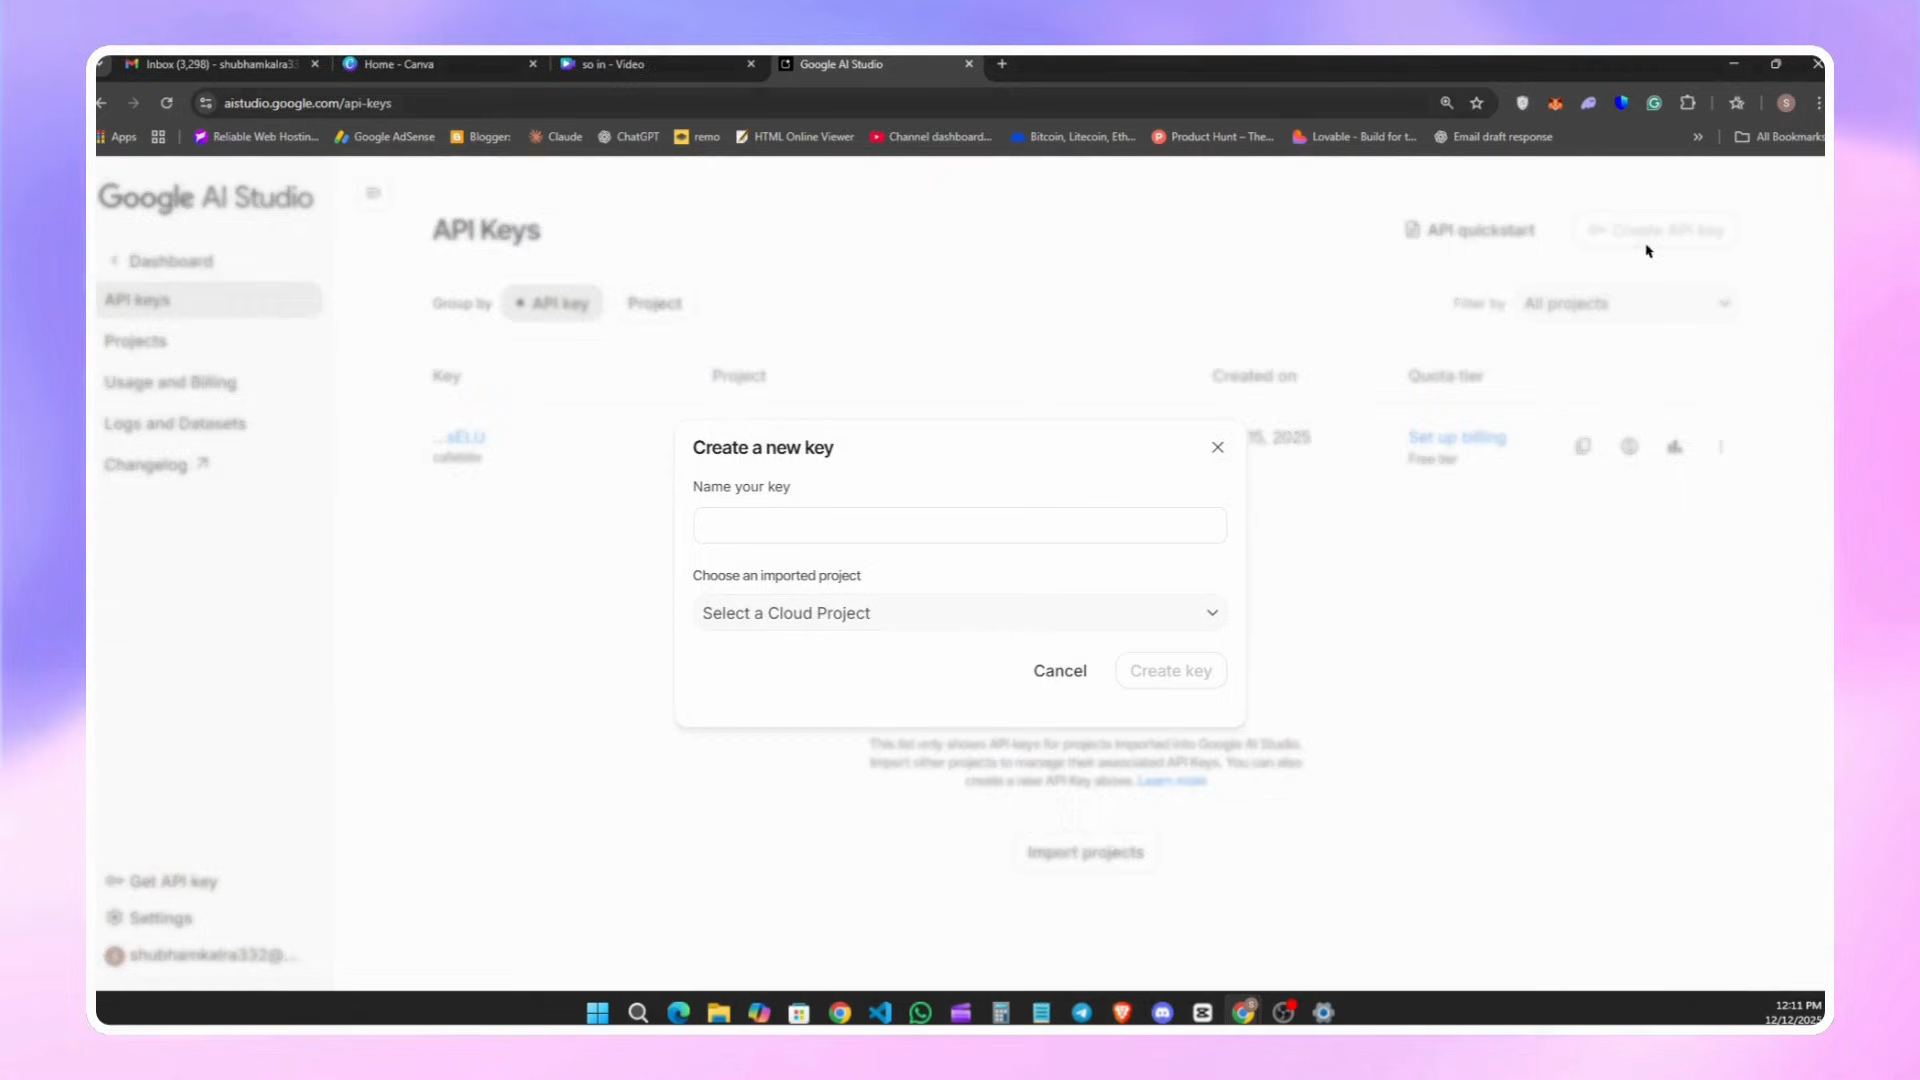 Inbox (3,298) - shubhamkalra33
Home - Canva
so in - Video
Google AI Studio
aistudio.google.com/api-keys
Apps
Reliable Web Hostin...
Google AdSense
Blogger:
Claude
ChatGPT
remo
HTML Online Viewer
Channel dashboard...
Bitcoin, Litecoin, Eth...
Product Hunt – The...
Lovable - Build for t...
Email draft response
All Bookmarks
Google AI Studio
Dashboard
API keys
Projects
Usage and Billing
Logs and Datasets
Changelog
Get API key
Settings
shubhamkalra332@...
API Keys
API quickstart
Create API key
Group by
API key
Project
Filter by
All projects
Key
Project
Created on
Quota tier
...sELU
15, 2025
Set up billing
Free tier
Create a new key
Name your key
Choose an imported project
Select a Cloud Project
Cancel
Create key
This list only shows API keys for projects imported into Google AI Studio.
Import other projects to manage their associated API Keys. You can also
create a new API Key above. Learn more
Import projects
12:11 PM
12/12/2025